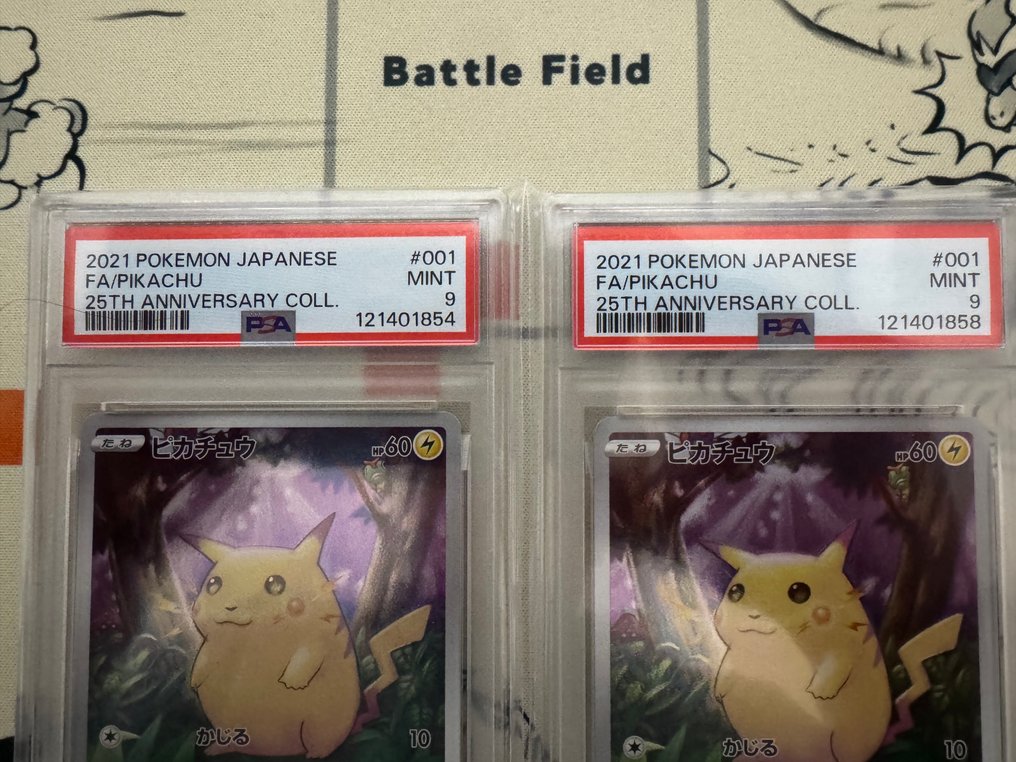 Battle Field
2021 POKEMON JAPANESE #001
FA/PIKACHU MINT
25TH ANNIVERSARY COLL. 9
PSA 121401854
2021 POKEMON JAPANESE #001
FA/PIKACHU MINT
25TH ANNIVERSARY COLL. 9
PSA 121401858
たね ピカチュウ HP60
かじる 10
たね ピカチュウ HP60
かじる 10